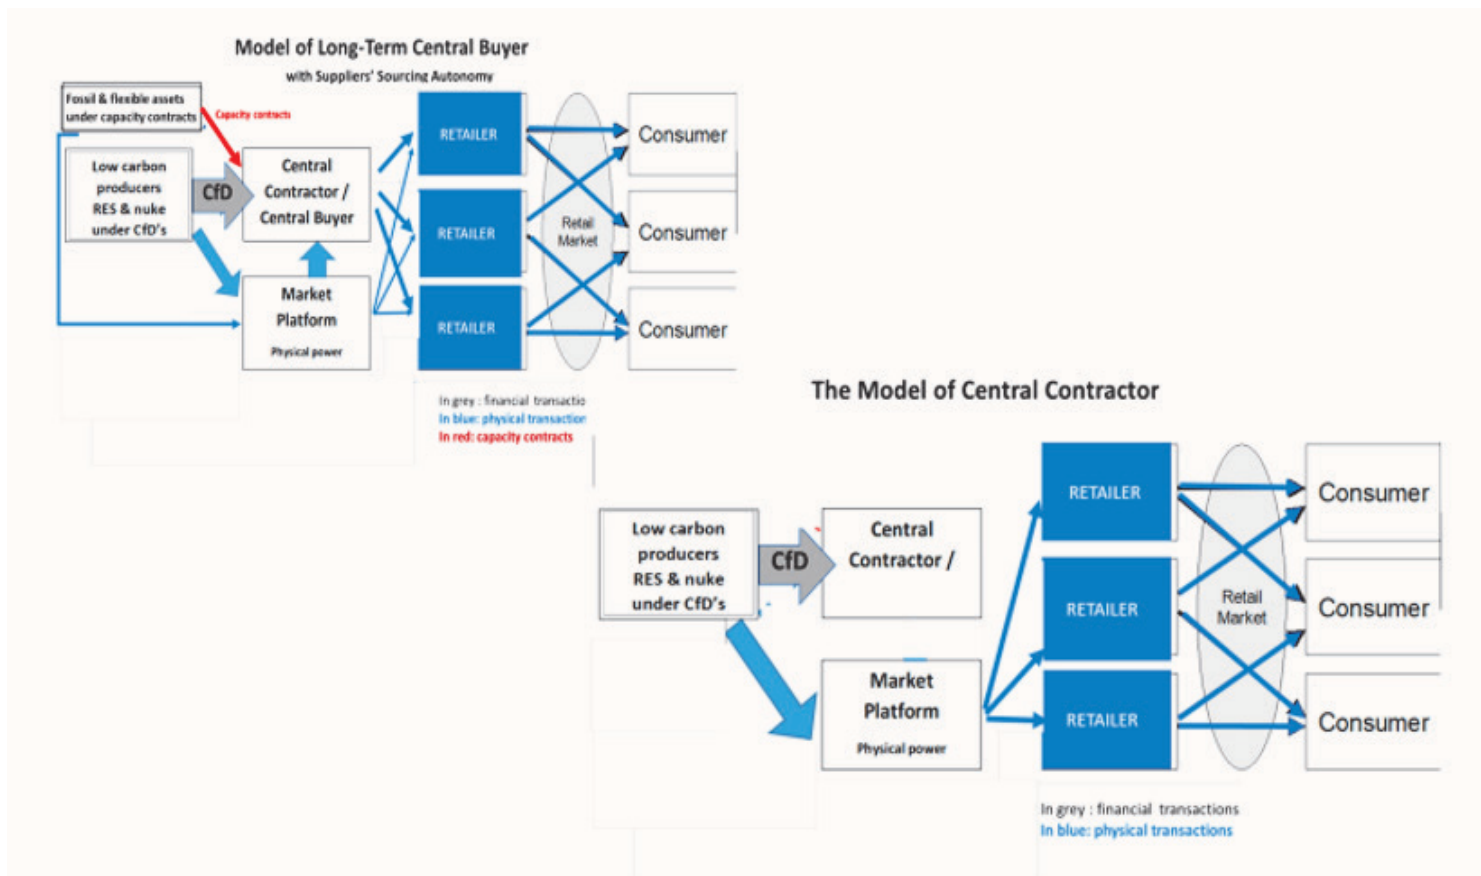 Model of Long-Term Central Buyer
with Suppliers' Sourcing Autonomy
Fossil & flexible assets
under capacity contracts
Capacity contracts
Low carbon
producers
RES & nuke
under CfD's
CfD
Central
Contractor /
Central Buyer
Market
Platform
Physical power
RETAILER
RETAILER
RETAILER
Retail
Market
Consumer
Consumer
Consumer
In grey : financial transactio
In blue: physical transaction
In red: capacity contracts
The Model of Central Contractor
Low carbon
producers
RES & nuke
under CfD's
CfD
Central
Contractor /
Market
Platform
Physical power
RETAILER
RETAILER
RETAILER
Retail
Market
Consumer
Consumer
Consumer
In grey : financial transactions
In blue: physical transactions